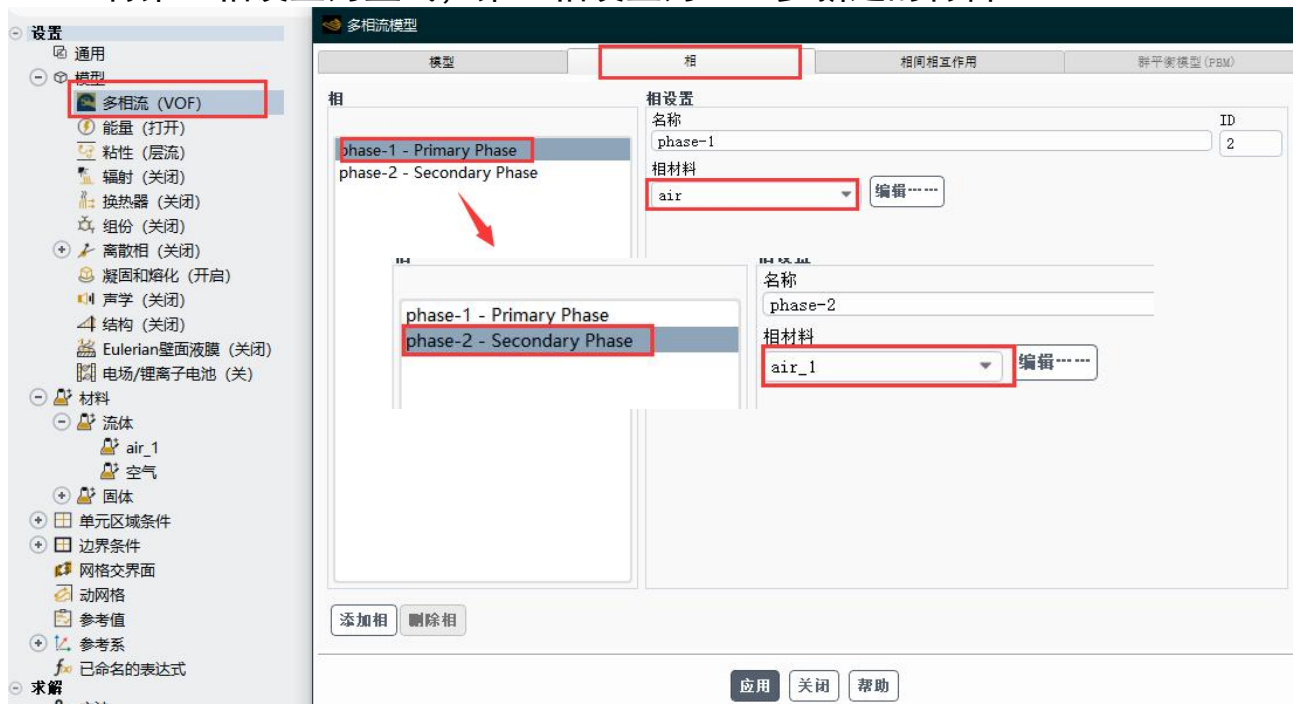 设置
通用
模型
多相流 (VOF)
能量 (打开)
粘性 (层流)
辐射 (关闭)
换热器 (关闭)
组份 (关闭)
离散相 (关闭)
凝固和熔化 (开启)
声学 (关闭)
结构 (关闭)
Eulerian壁面液膜 (关闭)
电场/锂离子电池 (关)
材料
流体
air_1
空气
固体
单元区域条件
边界条件
网格交界面
动网格
参考值
参考系
已命名的表达式
求解
多相流模型
模型
相
相间相互作用
群平衡模型(PBM)
相
phase-1 - Primary Phase
phase-2 - Secondary Phase
相设置
名称
ID
phase-1
2
相材料
air
编辑……
phase-1 - Primary Phase
phase-2 - Secondary Phase
名称
phase-2
相材料
air_1
编辑……
添加相
删除相
应用
关闭
帮助